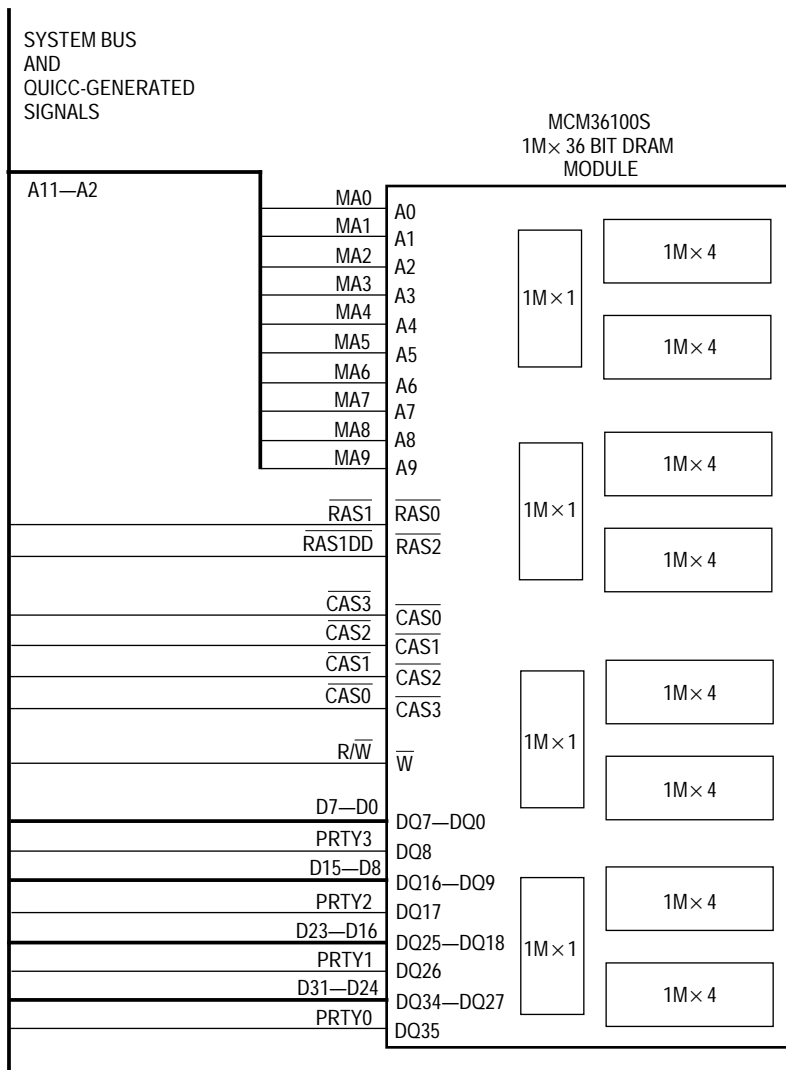 SYSTEM BUS
AND
QUICC-GENERATED
SIGNALS
MCM36100S
1M× 36 BIT DRAM
MODULE
A11—A2
MA0
A0
MA1
A1
MA2
A2
MA3
A3
MA4
A4
MA5
A5
MA6
A6
MA7
A7
MA8
A8
MA9
A9
RAS1
RAS0
RAS1DD
RAS2
CAS3
CAS0
CAS2
CAS1
CAS1
CAS2
CAS0
CAS3
R/W
W
D7—D0
DQ7—DQ0
PRTY3
DQ8
D15—D8
DQ16—DQ9
PRTY2
DQ17
D23—D16
DQ25—DQ18
PRTY1
DQ26
D31—D24
DQ34—DQ27
PRTY0
DQ35
1M×1
1M×4
1M×4
1M×1
1M×4
1M×4
1M×1
1M×4
1M×4
1M×1
1M×4
1M×4